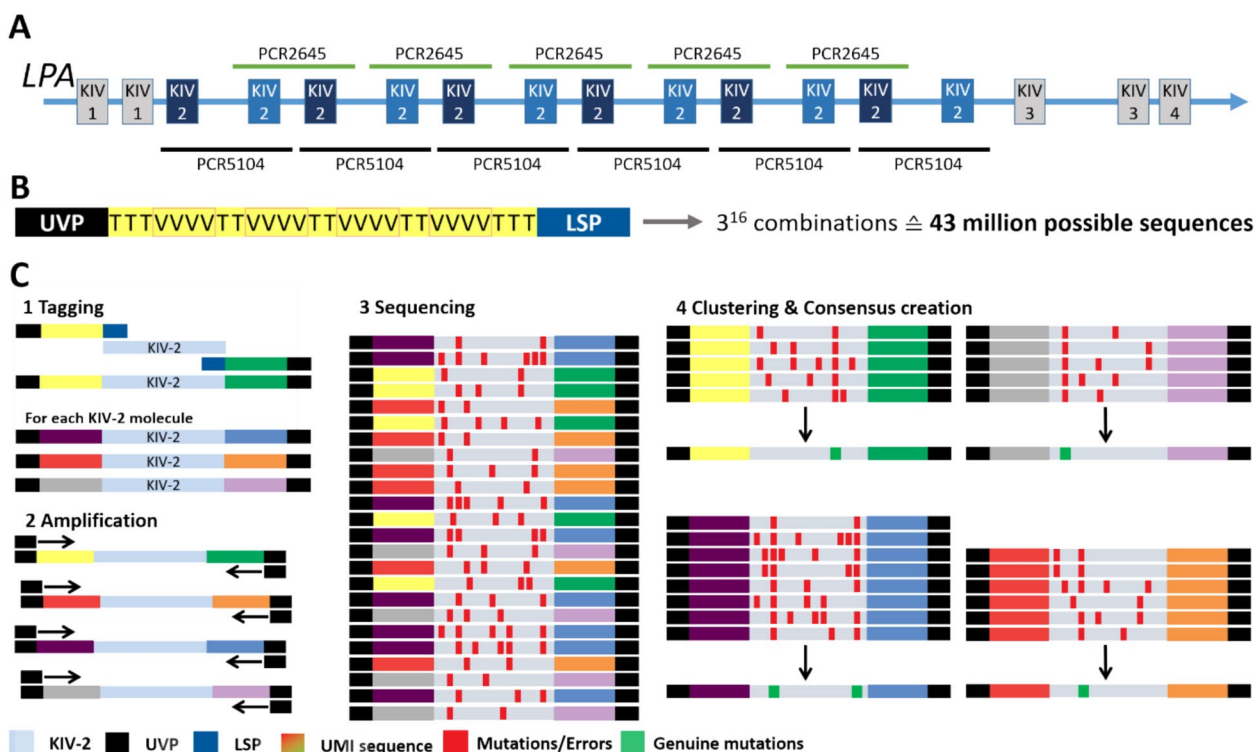 A
PCR2645 PCR2645 PCR2645 PCR2645 PCR2645
LPA
KIV 1 KIV 1 KIV 2 KIV 2 KIV 2 KIV 2 KIV 2 KIV 2 KIV 2 KIV 2 KIV 2 KIV 2 KIV 2 KIV 2 KIV 3 KIV 3 KIV 4
PCR5104 PCR5104 PCR5104 PCR5104 PCR5104 PCR5104
B
UVP TTTVVVVTTVVVVTTVVVVTTVVVVTTT LSP 3^16 combinations ≙ 43 million possible sequences
C
1 Tagging
KIV-2
KIV-2
For each KIV-2 molecule
KIV-2
KIV-2
KIV-2
2 Amplification
3 Sequencing
4 Clustering & Consensus creation
KIV-2 UVP LSP UMI sequence Mutations/Errors Genuine mutations